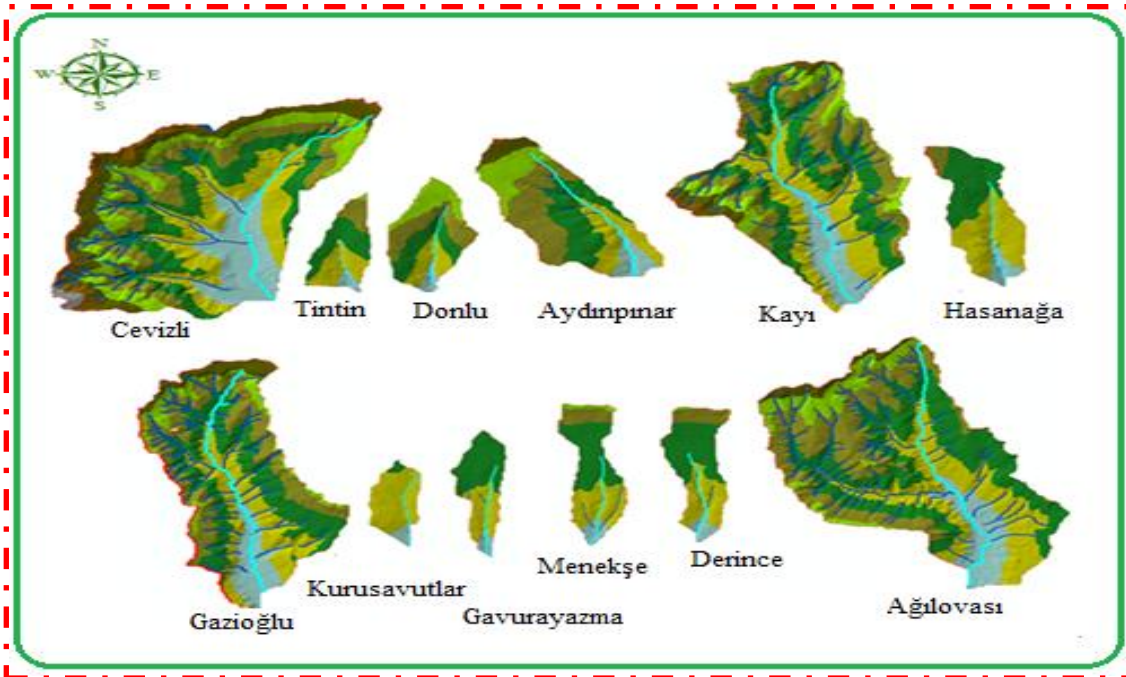 N
W E
S
Cevizli
Tintin
Donlu
Aydınpınar
Kayı
Hasanağa
Gazioğlu
Kurusavutlar
Gavurayazma
Menekşe
Derince
Ağılovası